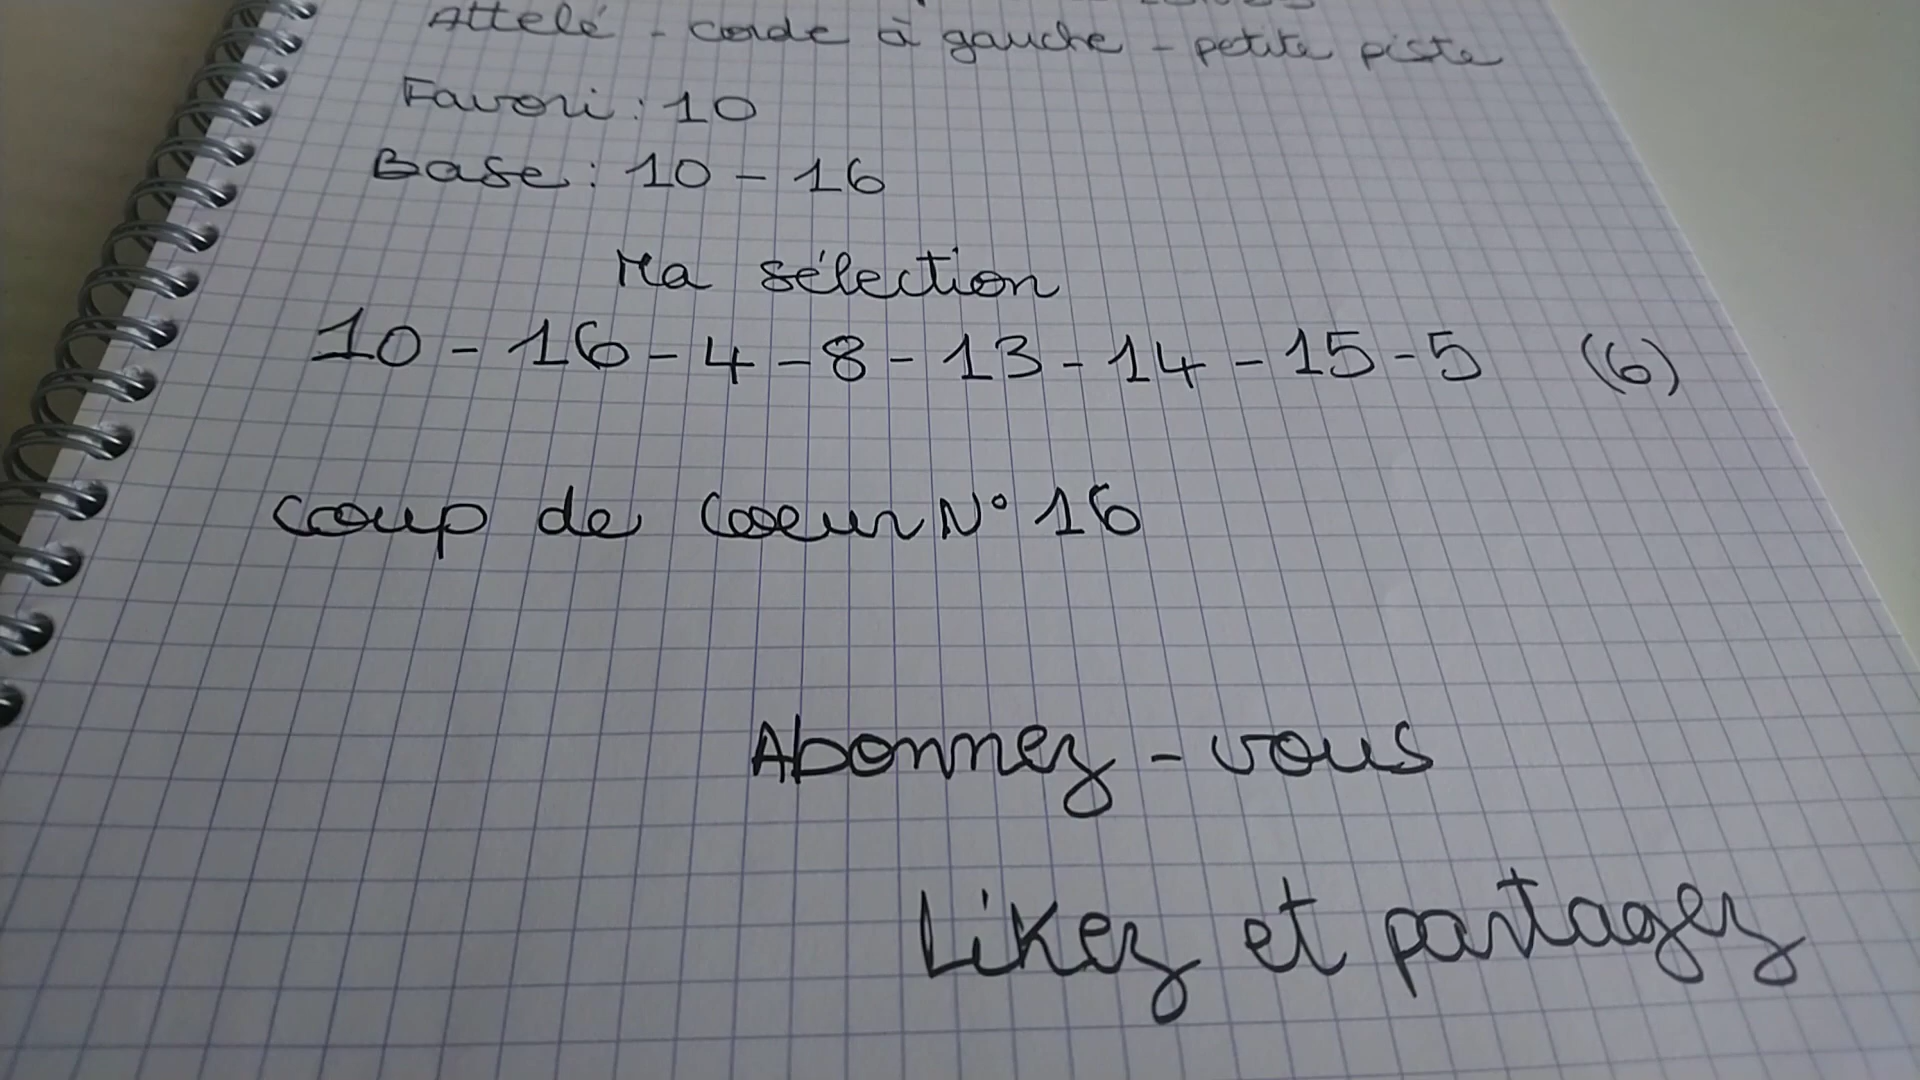 Attelé - corde à gauche - petite piste
Favori : 10
Base : 10 - 16
Ma sélection
10 - 16 - 4 - 8 - 13 - 14 - 15 - 5 (6)
Coup de Coeur N° 16
Abonnez - vous
Likez et partagez